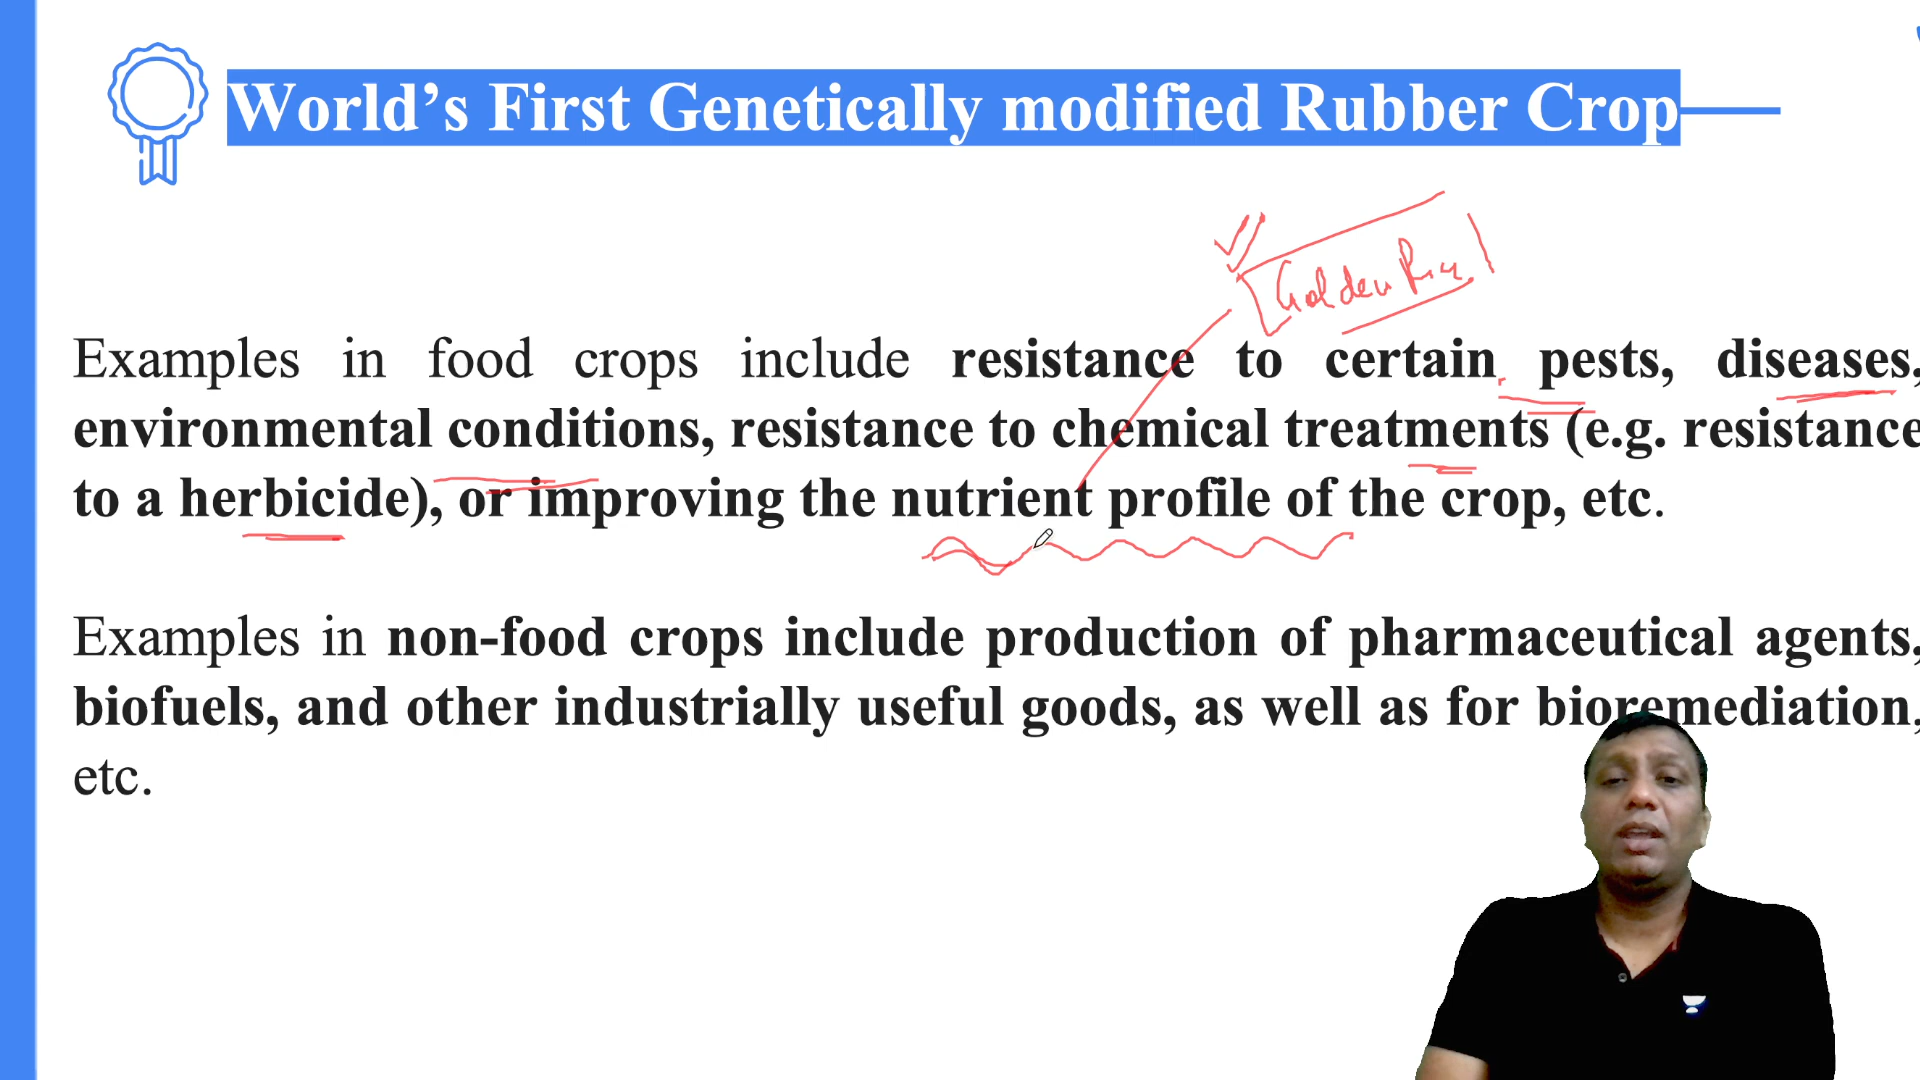 World’s First Genetically modified Rubber Crop
Golden
Examples in food crops include resistance to certain pests, diseases,
environmental conditions, resistance to chemical treatments (e.g. resistance
to a herbicide), or improving the nutrient profile of the crop, etc.
Examples in non-food crops include production of pharmaceutical agents,
biofuels, and other industrially useful goods, as well as for bioremediation,
etc.